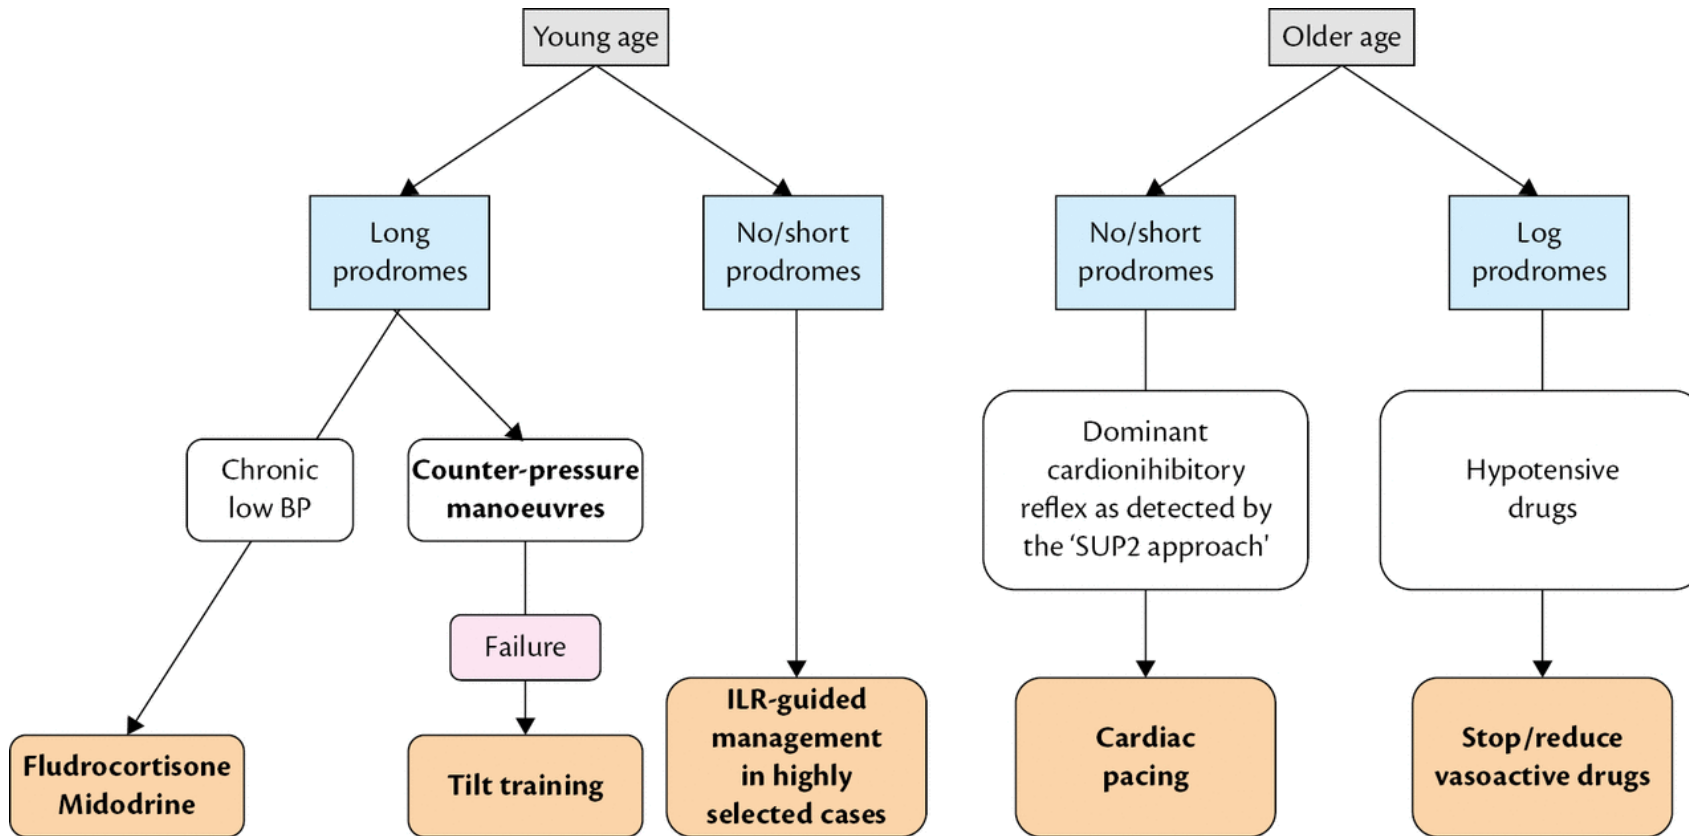 Young age
Older age
Long
prodromes
No/short
prodromes
No/short
prodromes
Log
prodromes
Chronic
low BP
Counter-pressure
manoeuvres
Dominant
cardionihibitory
reflex as detected by
the ‘SUP2 approach'
Hypotensive
drugs
Failure
Fludrocortisone
Midodrine
Tilt training
ILR-guided
management
in highly
selected cases
Cardiac
pacing
Stop/reduce
vasoactive drugs